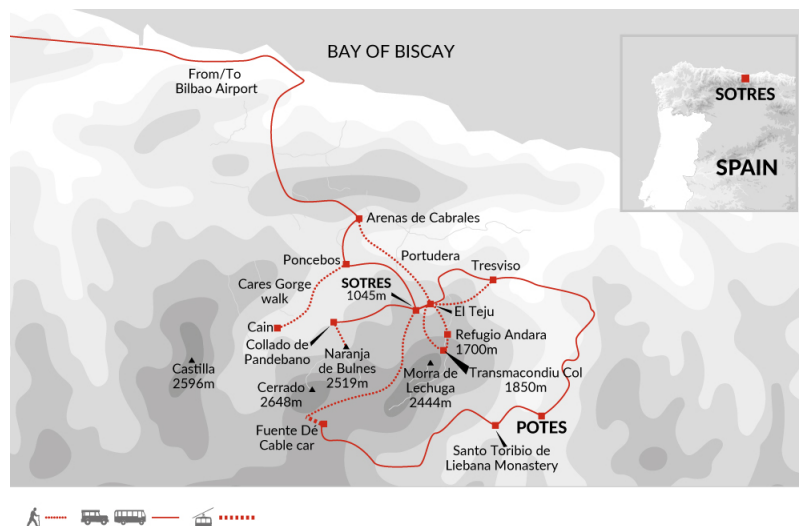 BAY OF BISCAY
From/To
Bilbao Airport
SOTRES
SPAIN
Arenas de Cabrales
Portudera
Poncebos
Tresviso
Cares Gorge
walk
SOTRES
1045m
El Teju
Cain
Collado de
Pandebano
Refugio Andara
1700m
Naranja
de Bulnes
2519m
Castilla
2596m
Morra de
Lechuga
2444m
Transmacondiu Col
1850m
Cerrado
2648m
Fuente Dé
Cable car
POTES
Santo Toribio de
Liebana Monastery